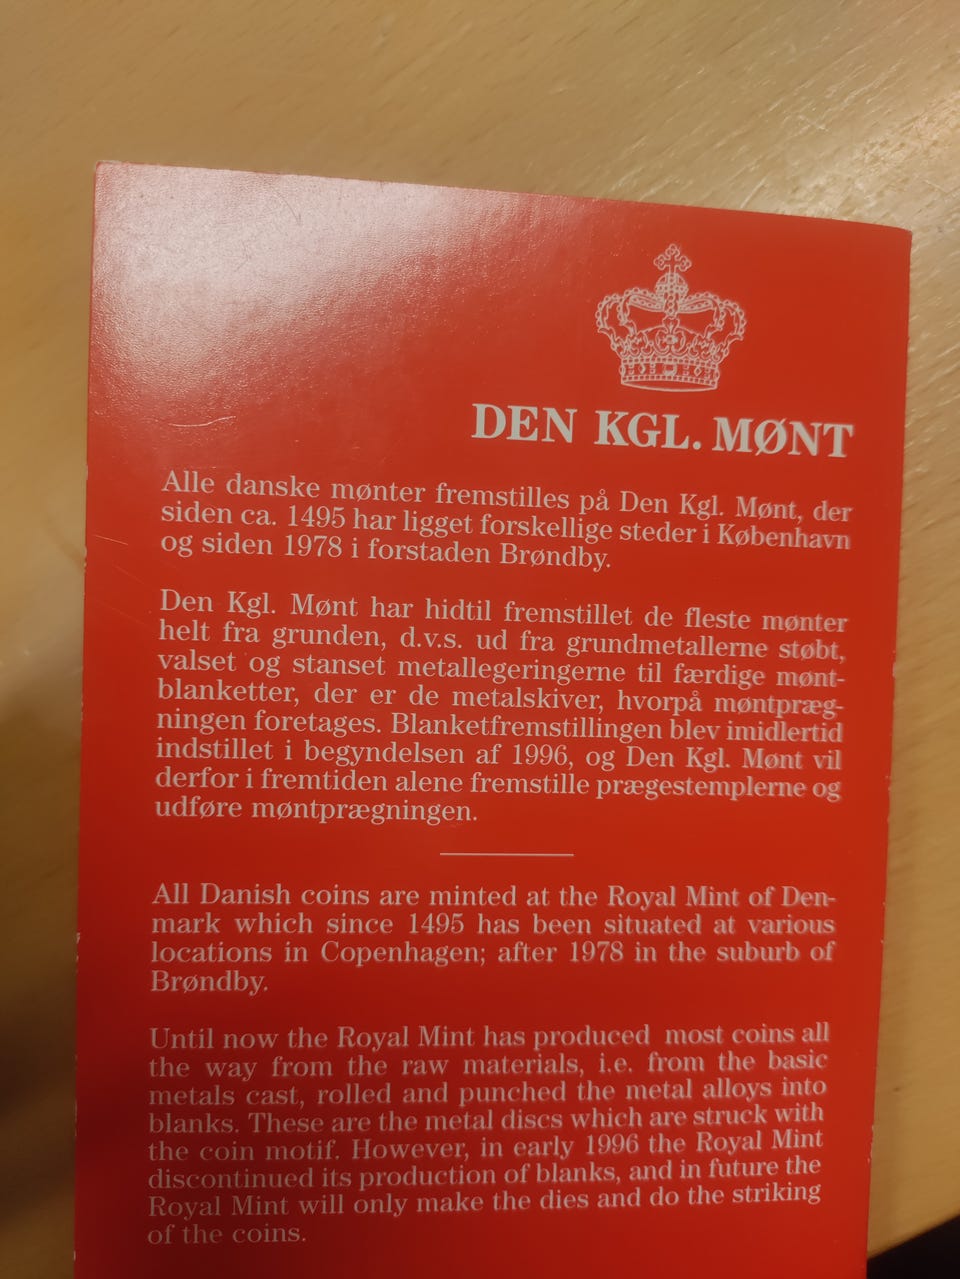 DEN KGL. MØNT
Alle danske mønter fremstilles på Den Kgl. Mønt, der
siden ca. 1495 har ligget forskellige steder i København
og siden 1978 i forstaden Brøndby.
Den Kgl. Mønt har hidtil fremstillet de fleste mønter
helt fra grunden, d.v.s. ud fra grundmetallerne støbt,
valset og stanset metallegeringerne til færdige mønt-
blanketter, der er de metalskiver, hvorpå møntpræg-
ningen foretages. Blanketfremstillingen blev imidlertid
indstillet i begyndelsen af 1996, og Den Kgl. Mønt vil
derfor i fremtiden alene fremstille prægestemplerne og
udføre møntprægningen.
All Danish coins are minted at the Royal Mint of Den-
mark which since 1495 has been situated at various
locations in Copenhagen; after 1978 in the suburb of
Brøndby.
Until now the Royal Mint has produced most coins all
the way from the raw materials, i.e. from the basic
metals cast, rolled and punched the metal alloys into
blanks. These are the metal discs which are struck with
the coin motif. However, in early 1996 the Royal Mint
discontinued its production of blanks, and in future the
Royal Mint will only make the dies and do the striking
of the coins.